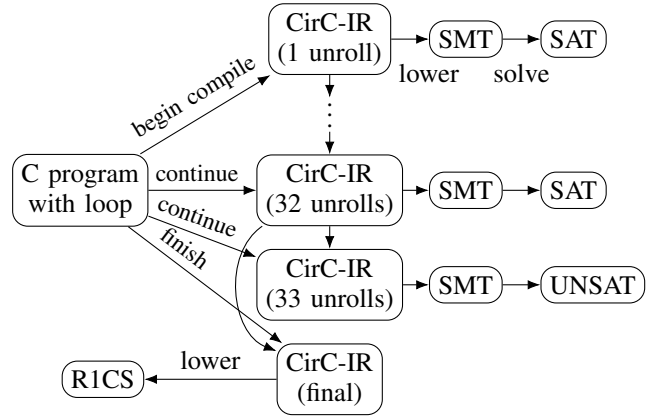 CirC-IR
(1 unroll)
SMT
SAT
lower
solve
begin compile
⋮
C program
with loop
continue
CirC-IR
(32 unrolls)
SMT
SAT
continue
finish
CirC-IR
(33 unrolls)
SMT
UNSAT
CirC-IR
(final)
lower
R1CS